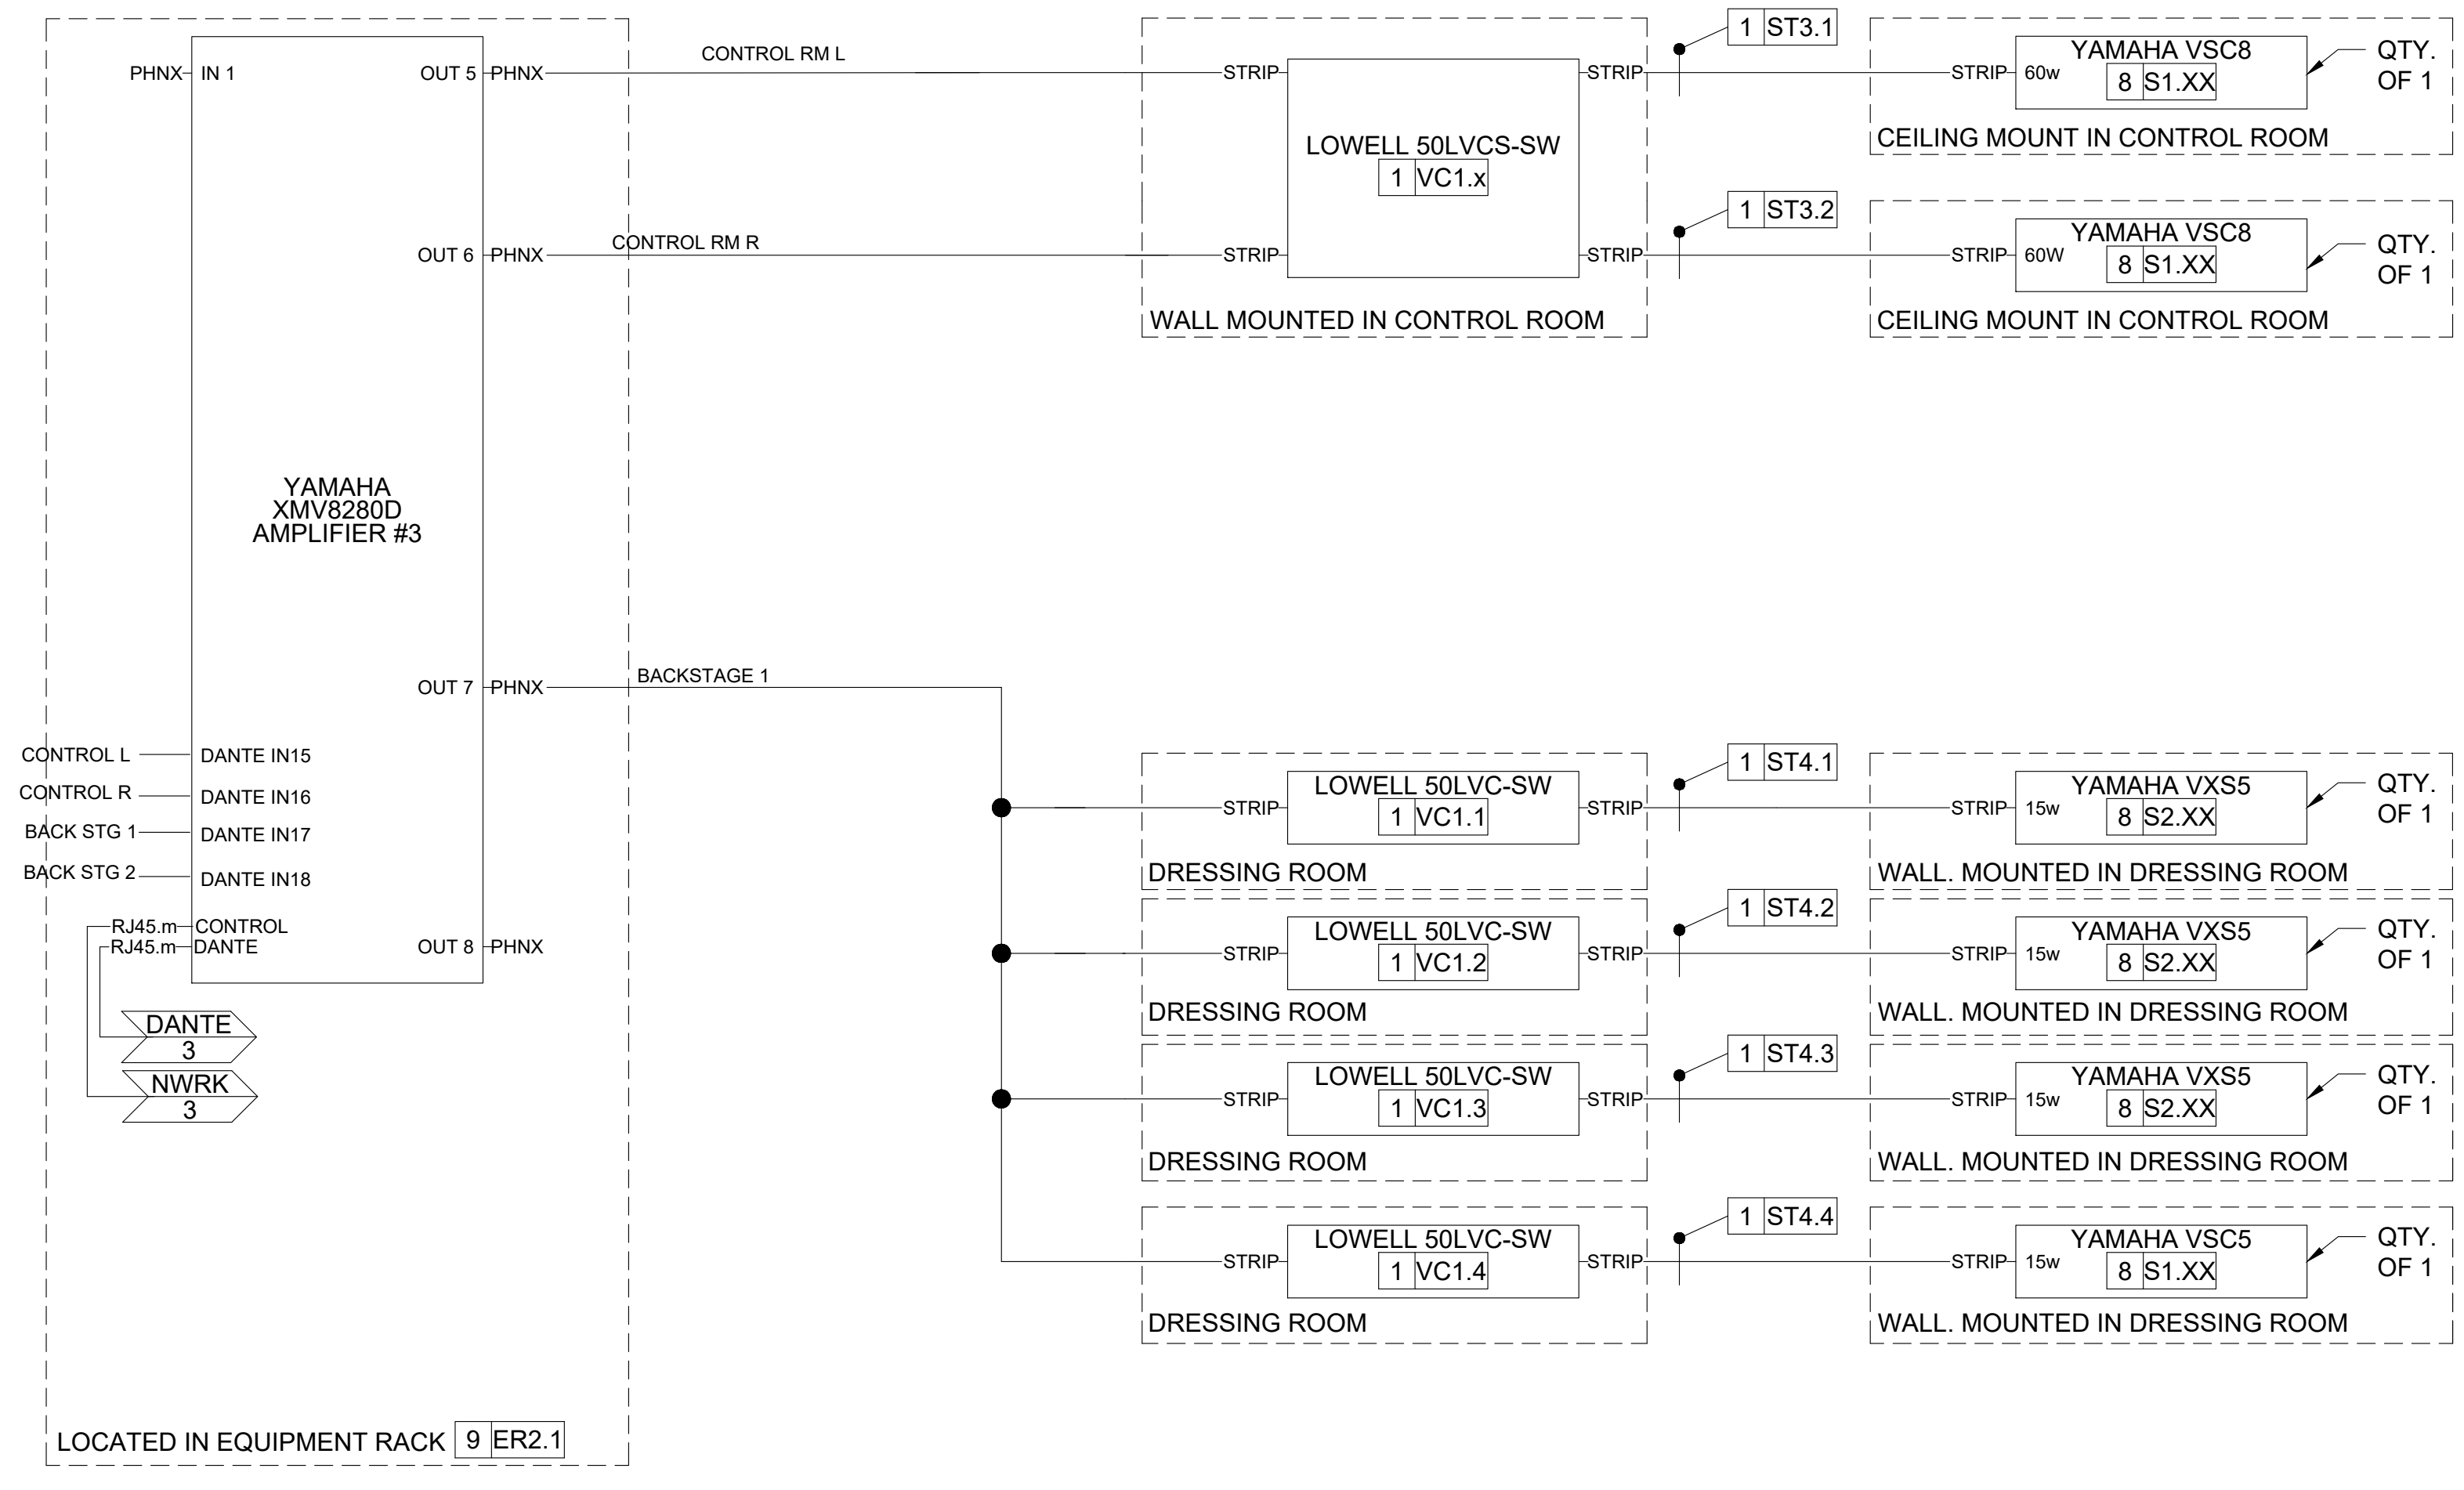 PHNX IN 1 OUT 5 PHNX CONTROL RM L STRIP STRIP 1 ST3.1 STRIP 60w YAMAHA VSC8 QTY.
8 S1.XX OF 1
CEILING MOUNT IN CONTROL ROOM
LOWELL 50LVCS-SW
1 VC1.x
OUT 6 PHNX CONTROL RM R STRIP STRIP 1 ST3.2 STRIP 60W YAMAHA VSC8 QTY.
8 S1.XX OF 1
WALL MOUNTED IN CONTROL ROOM
CEILING MOUNT IN CONTROL ROOM
YAMAHA
XMV8280D
AMPLIFIER #3
OUT 7 PHNX BACKSTAGE 1
CONTROL L DANTE IN15
CONTROL R DANTE IN16
BACK STG 1 DANTE IN17
BACK STG 2 DANTE IN18
RJ45.m CONTROL
RJ45.m DANTE OUT 8 PHNX
DANTE
3
NWRK
3
LOCATED IN EQUIPMENT RACK 9 ER2.1
STRIP LOWELL 50LVC-SW STRIP 1 ST4.1 STRIP 15w YAMAHA VXS5 QTY.
1 VC1.1 8 S2.XX OF 1
DRESSING ROOM WALL. MOUNTED IN DRESSING ROOM
STRIP LOWELL 50LVC-SW STRIP 1 ST4.2 STRIP 15w YAMAHA VXS5 QTY.
1 VC1.2 8 S2.XX OF 1
DRESSING ROOM WALL. MOUNTED IN DRESSING ROOM
STRIP LOWELL 50LVC-SW STRIP 1 ST4.3 STRIP 15w YAMAHA VXS5 QTY.
1 VC1.3 8 S2.XX OF 1
DRESSING ROOM WALL. MOUNTED IN DRESSING ROOM
STRIP LOWELL 50LVC-SW STRIP 1 ST4.4 STRIP 15w YAMAHA VSC5 QTY.
1 VC1.4 8 S1.XX OF 1
DRESSING ROOM WALL. MOUNTED IN DRESSING ROOM